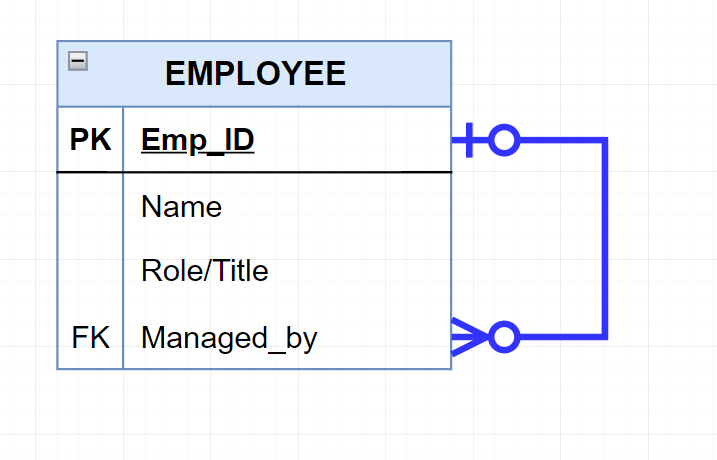 EMPLOYEE
PK Emp_ID
Name
Role/Title
FK Managed_by